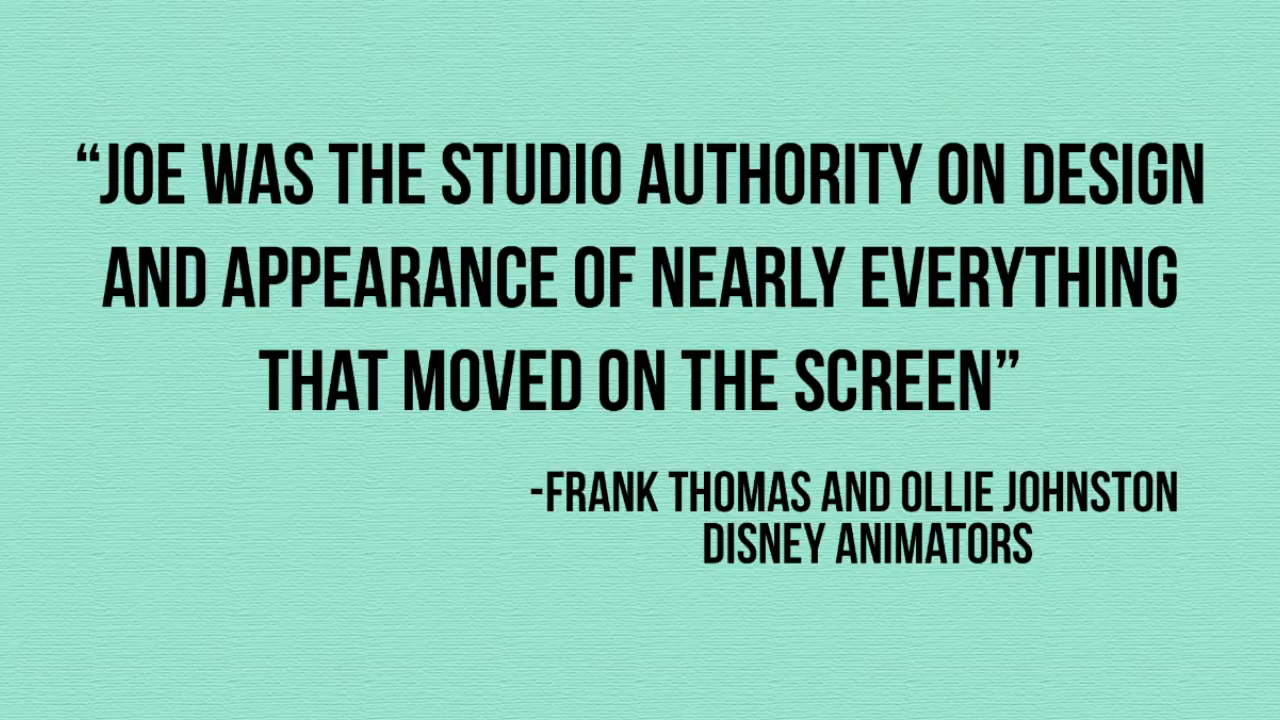 “JOE WAS THE STUDIO AUTHORITY ON DESIGN
AND APPEARANCE OF NEARLY EVERYTHING
THAT MOVED ON THE SCREEN”
-FRANK THOMAS AND OLLIE JOHNSTON
DISNEY ANIMATORS